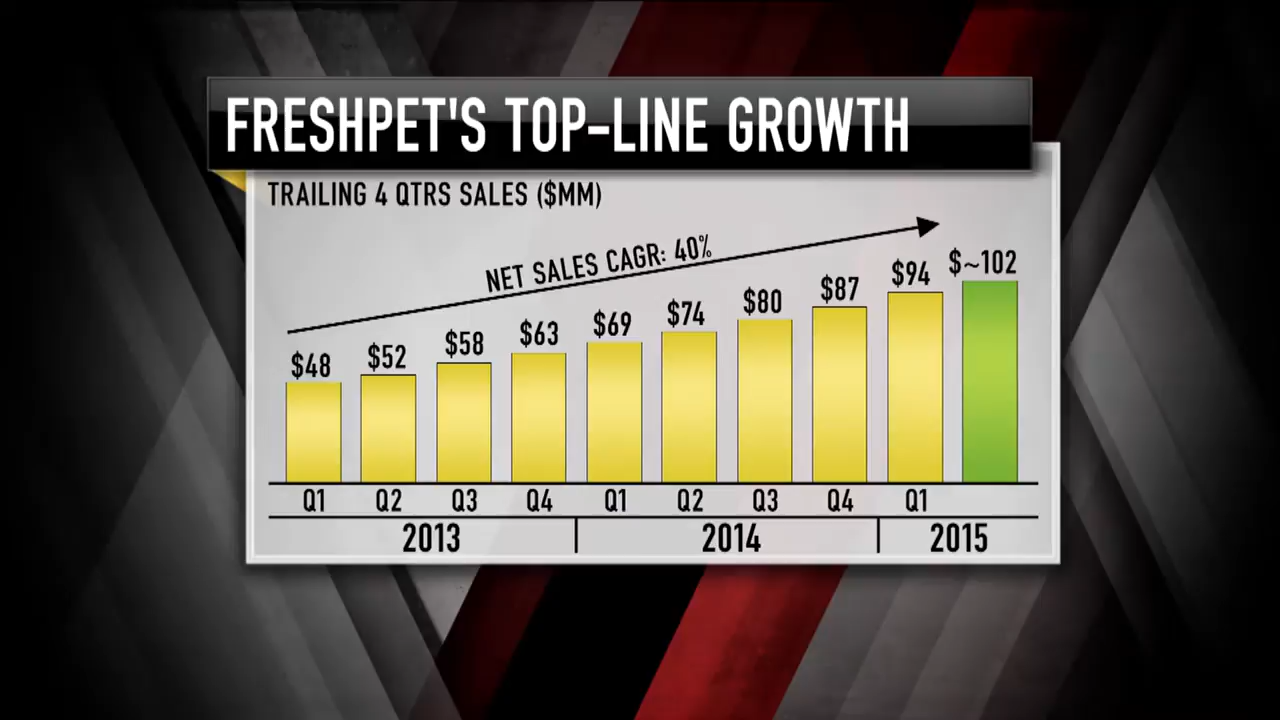 FRESHPET'S TOP-LINE GROWTH
TRAILING 4 QTRS SALES ($MM)
NET SALES CAGR: 40%
$48 $52 $58 $63 $69 $74 $80 $87 $94 $~102
Q1 Q2 Q3 Q4 Q1 Q2 Q3 Q4 Q1
2013 2014 2015